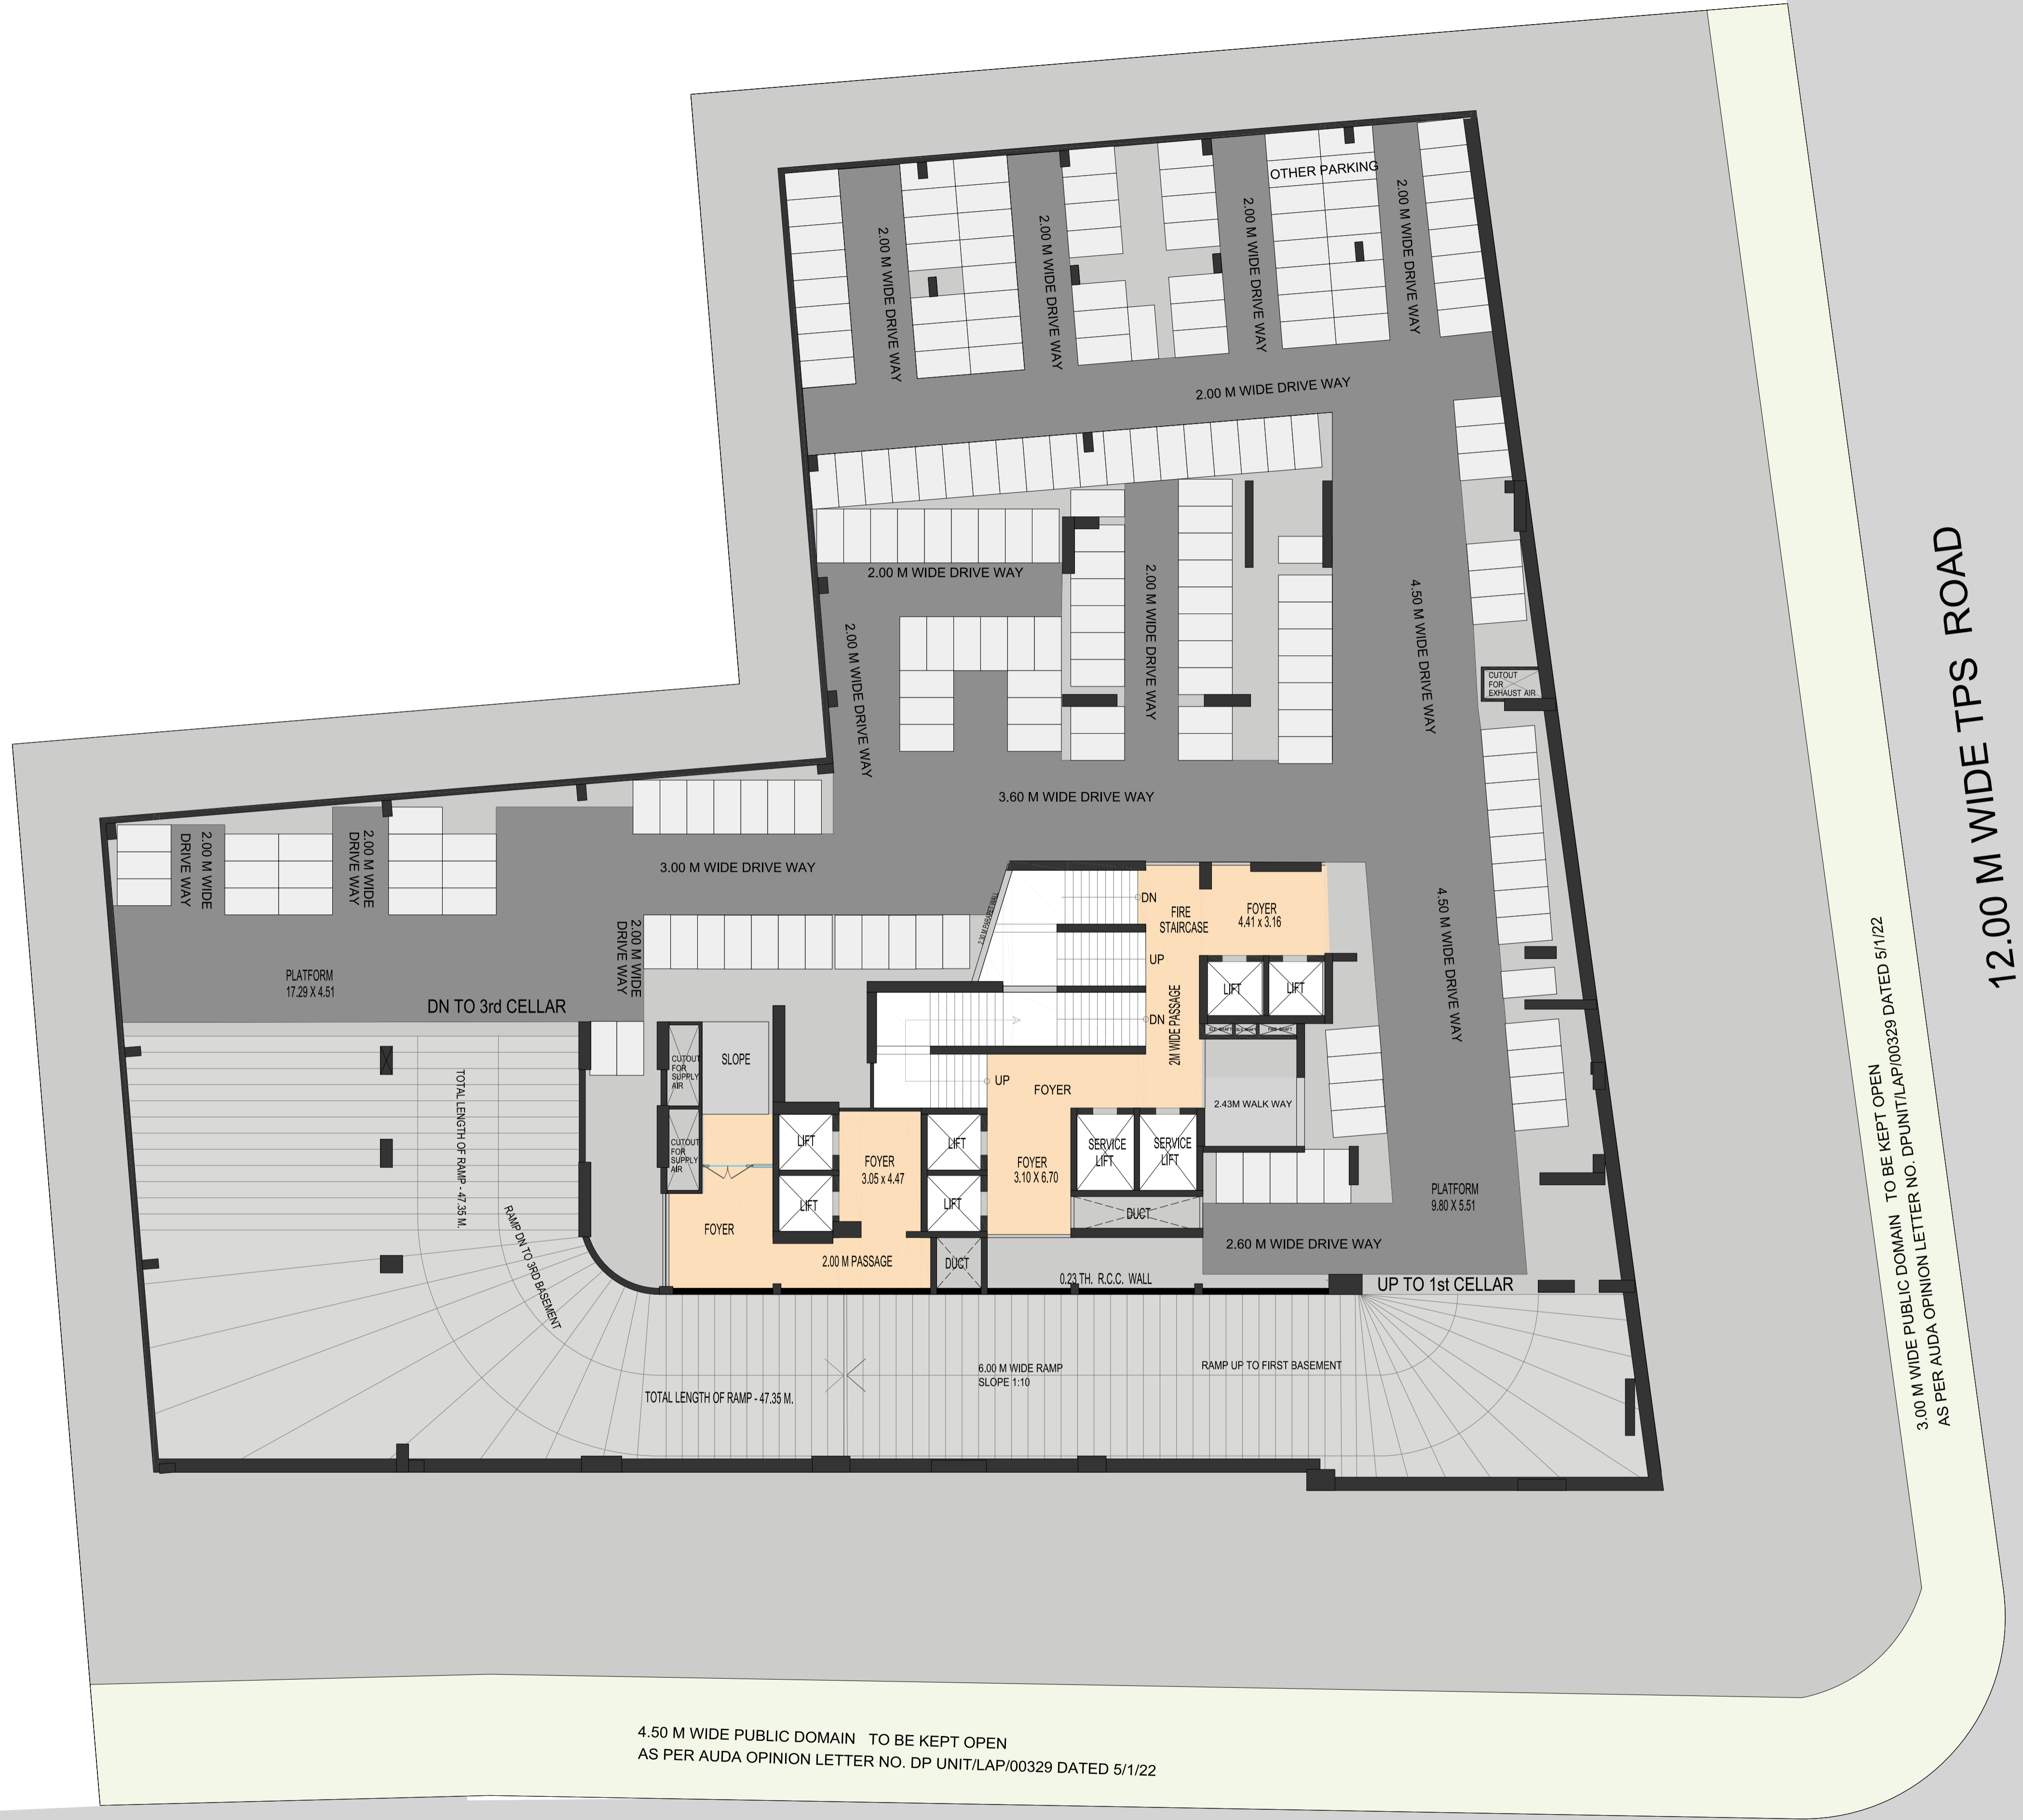 OTHER PARKING
2.00 M WIDE DRIVE WAY
2.00 M WIDE DRIVE WAY
2.00 M WIDE DRIVE WAY
2.00 M WIDE DRIVE WAY
2.00 M WIDE DRIVE WAY
2.00 M WIDE DRIVE WAY
2.00 M WIDE DRIVE WAY
2.00 M WIDE DRIVE WAY
4.50 M WIDE DRIVE WAY
CUTOUT
FOR
EXHAUST AIR
12.00 M WIDE TPS ROAD
3.60 M WIDE DRIVE WAY
2.00 M WIDE
DRIVE WAY
2.00 M WIDE
DRIVE WAY
3.00 M WIDE DRIVE WAY
2.00 M WIDE
DRIVE WAY
2.30 M.PARAPET WALL
DN
FIRE
STAIRCASE
FOYER
4.41 x 3.16
4.50 M WIDE DRIVE WAY
UP
LIFT
LIFT
PLATFORM
17.29 X 4.51
DN TO 3rd CELLAR
DN
2M WIDE PASSAGE
CUTOUT
FOR
SUPPLY
AIR
SLOPE
UP
FOYER
2.43M WALK WAY
TOTAL LENGTH OF RAMP - 47.35 M.
CUTOUT
FOR
SUPPLY
AIR
LIFT
FOYER
3.05 x 4.47
LIFT
FOYER
3.10 X 6.70
SERVICE
LIFT
SERVICE
LIFT
LIFT
LIFT
PLATFORM
9.80 X 5.51
DUCT
FOYER
RAMP DN TO 3RD BASEMENT
2.00 M PASSAGE
DUCT
2.60 M WIDE DRIVE WAY
0.23 TH. R.C.C. WALL
UP TO 1st CELLAR
6.00 M WIDE RAMP
SLOPE 1:10
RAMP UP TO FIRST BASEMENT
TOTAL LENGTH OF RAMP - 47.35 M.
3.00 M WIDE PUBLIC DOMAIN TO BE KEPT OPEN
AS PER AUDA OPINION LETTER NO. DPUNIT/LAP/00329 DATED 5/1/22
4.50 M WIDE PUBLIC DOMAIN TO BE KEPT OPEN
AS PER AUDA OPINION LETTER NO. DP UNIT/LAP/00329 DATED 5/1/22